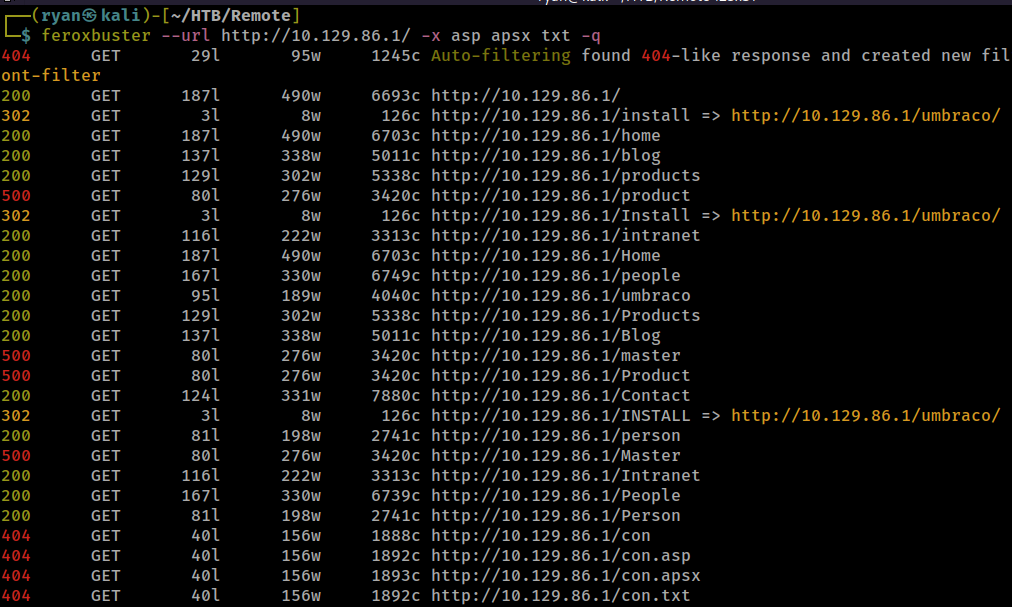 ┌──(ryan㉿kali)-[~/HTB/Remote]
└─$ feroxbuster --url http://10.129.86.1/ -x asp apsx txt -q
404 GET 29l 95w 1245c Auto-filtering found 404-like response and created new fil
ont-filter
200 GET 187l 490w 6693c http://10.129.86.1/
302 GET 3l 8w 126c http://10.129.86.1/install => http://10.129.86.1/umbraco/
200 GET 187l 490w 6703c http://10.129.86.1/home
200 GET 137l 338w 5011c http://10.129.86.1/blog
200 GET 129l 302w 5338c http://10.129.86.1/products
500 GET 80l 276w 3420c http://10.129.86.1/product
302 GET 3l 8w 126c http://10.129.86.1/Install => http://10.129.86.1/umbraco/
200 GET 116l 222w 3313c http://10.129.86.1/intranet
200 GET 187l 490w 6703c http://10.129.86.1/Home
200 GET 167l 330w 6749c http://10.129.86.1/people
200 GET 95l 189w 4040c http://10.129.86.1/umbraco
200 GET 129l 302w 5338c http://10.129.86.1/Products
200 GET 137l 338w 5011c http://10.129.86.1/Blog
500 GET 80l 276w 3420c http://10.129.86.1/master
500 GET 80l 276w 3420c http://10.129.86.1/Product
200 GET 124l 331w 7880c http://10.129.86.1/Contact
302 GET 3l 8w 126c http://10.129.86.1/INSTALL => http://10.129.86.1/umbraco/
200 GET 81l 198w 2741c http://10.129.86.1/person
500 GET 80l 276w 3420c http://10.129.86.1/Master
200 GET 116l 222w 3313c http://10.129.86.1/Intranet
200 GET 167l 330w 6739c http://10.129.86.1/People
200 GET 81l 198w 2741c http://10.129.86.1/Person
404 GET 40l 156w 1888c http://10.129.86.1/con
404 GET 40l 156w 1892c http://10.129.86.1/con.asp
404 GET 40l 156w 1893c http://10.129.86.1/con.apsx
404 GET 40l 156w 1892c http://10.129.86.1/con.txt